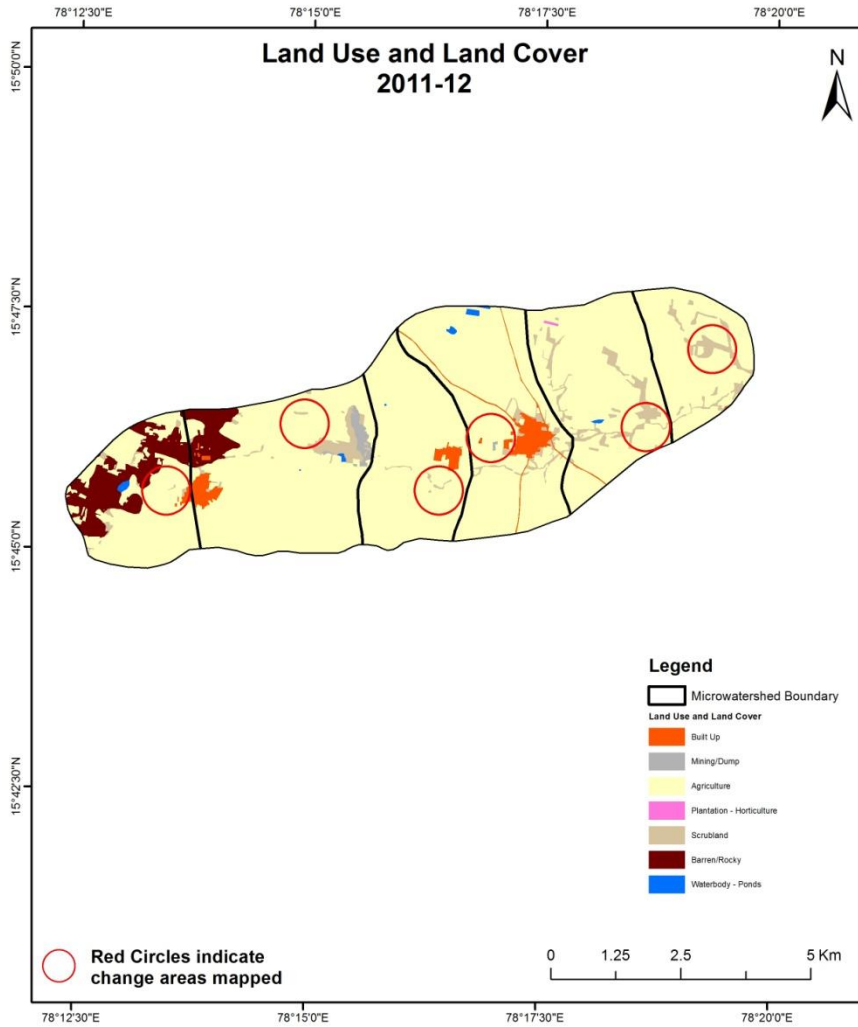 78°12'30"E 78°15'0"E 78°17'30"E 78°20'0"E
Land Use and Land Cover
2011-12
N
15°50'0"N
15°47'30"N
15°45'0"N
15°42'30"N
Legend
Microwatershed Boundary
Land Use and Land Cover
Built Up
Mining/Dump
Agriculture
Plantation - Horticulture
Scrubland
Barren/Rocky
Waterbody - Ponds
Red Circles indicate
change areas mapped
0 1.25 2.5 5 Km
78°12'30"E 78°15'0"E 78°17'30"E 78°20'0"E